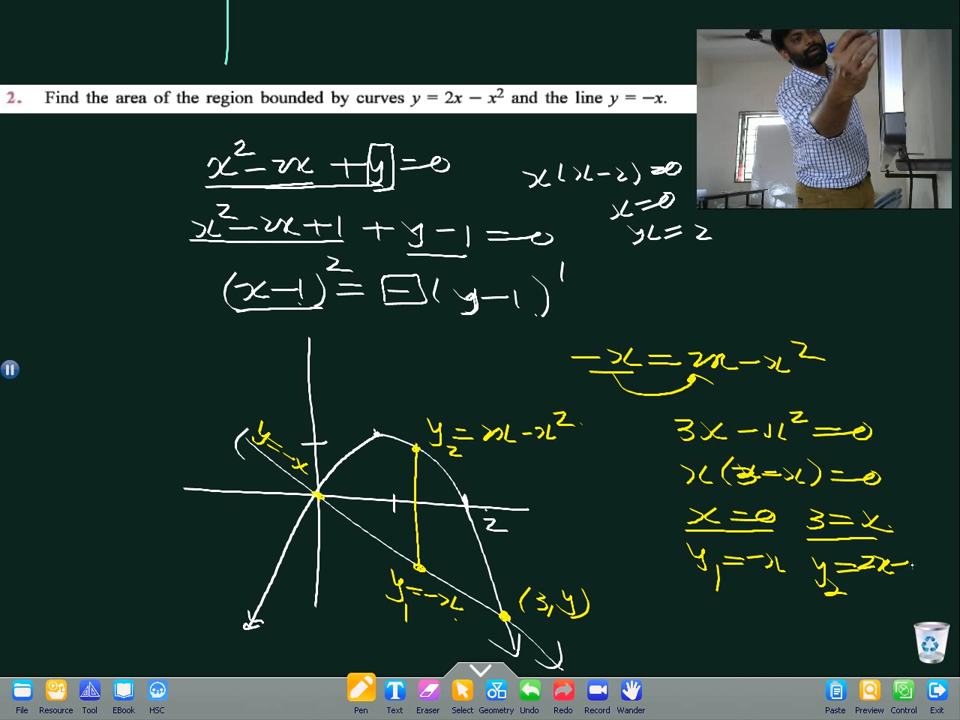 2. Find the area of the region bounded by curves y = 2x − x² and the line y = −x.
x² − 2x + y = 0
x(x−2) = 0
x = 0
x = 2
x² − 2x + 1 + y − 1 = 0
(x−1)² = −(y−1)¹
−x = 2x − x²
y = −x
y₂ = 2x − x²
3x − x² = 0
x(3−x) = 0
2
x = 0 3 = x
y₁ = −x y₂ = 2x −
y₁ = −x
(3, y)
File Resource Tool EBook HSC Pen Text Eraser Select Geometry Undo Redo Record Wander Paste Preview Control Exit